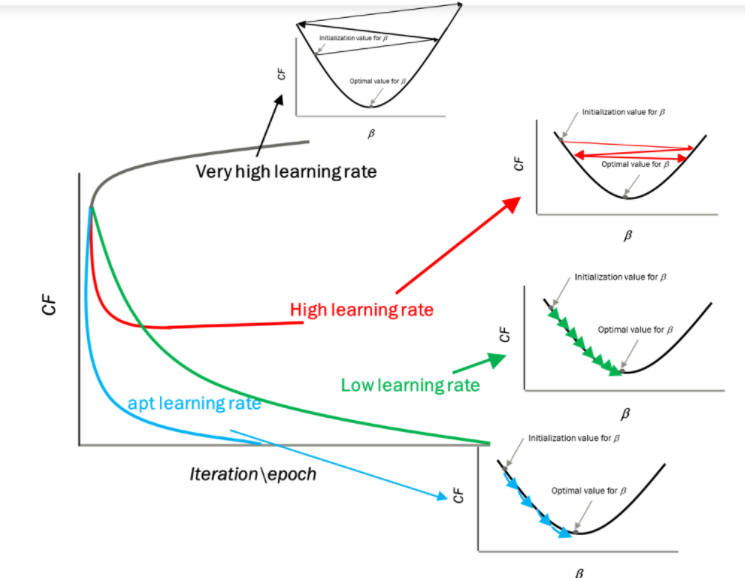 Initialization value for β
CF
Optimal value for β
β
Very high learning rate
Initialization value for β
CF
Optimal value for β
β
CF
High learning rate
Initialization value for β
CF
Optimal value for β
Low learning rate
β
apt learning rate
Iteration\epoch
Initialization value for β
CF
Optimal value for β
β